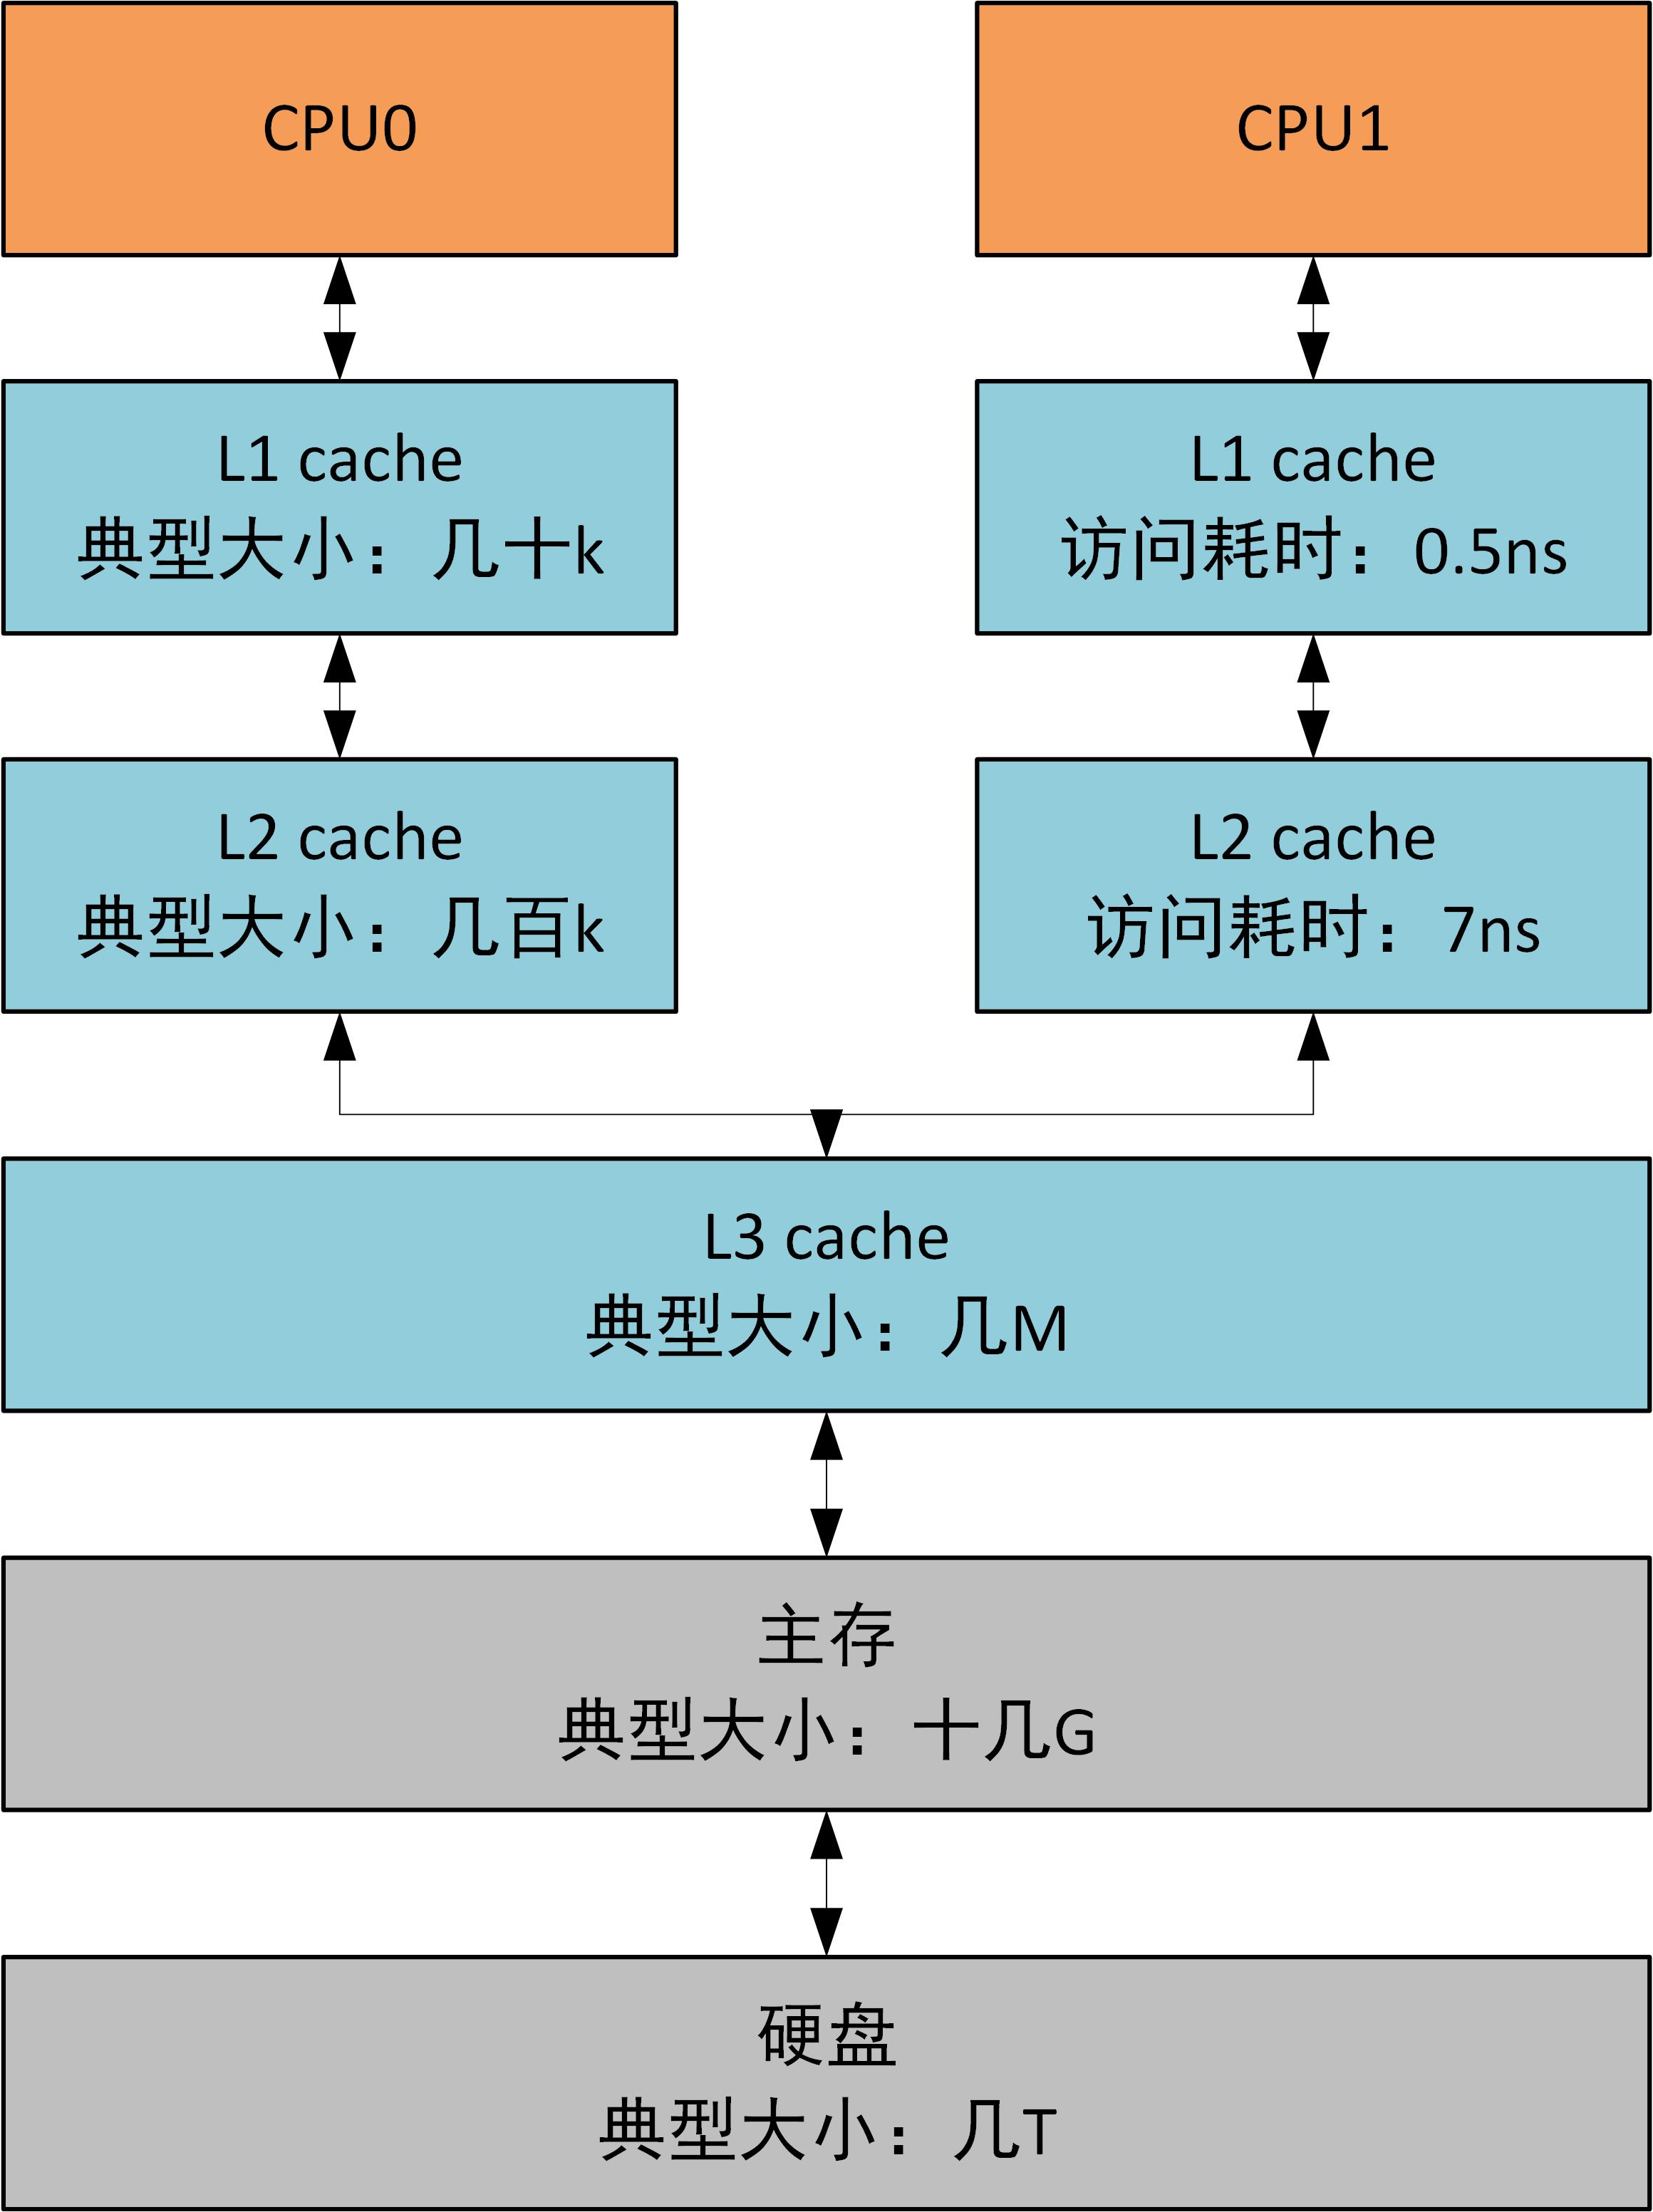 CPU0
CPU1
L1 cache
典型大小：几十k
L1 cache
访问耗时：0.5ns
L2 cache
典型大小：几百k
L2 cache
访问耗时：7ns
L3 cache
典型大小：几M
主存
典型大小：十几G
硬盘
典型大小：几T